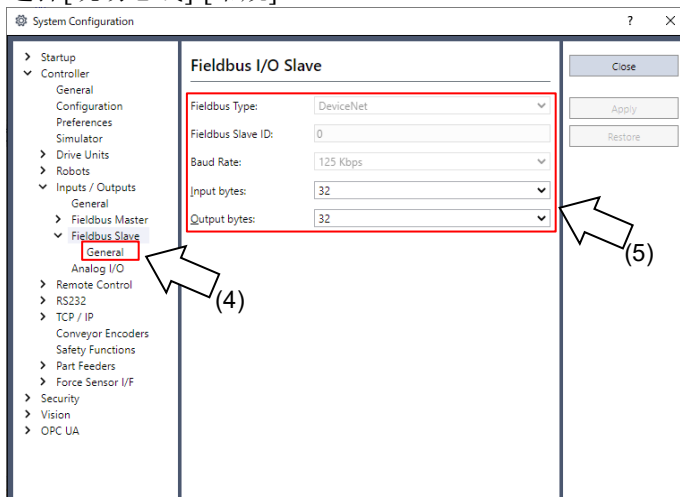 System Configuration
?
Startup
Controller
General
Configuration
Preferences
Simulator
Drive Units
Robots
Inputs / Outputs
General
Fieldbus Master
Fieldbus Slave
General
Analog I/O
Remote Control
RS232
TCP / IP
Conveyor Encoders
Safety Functions
Part Feeders
Force Sensor I/F
Security
Vision
OPC UA
(4)
Fieldbus I/O Slave
Fieldbus Type: DeviceNet
Fieldbus Slave ID: 0
Baud Rate: 125 Kbps
Input bytes: 32
Output bytes: 32
(5)
Close
Apply
Restore